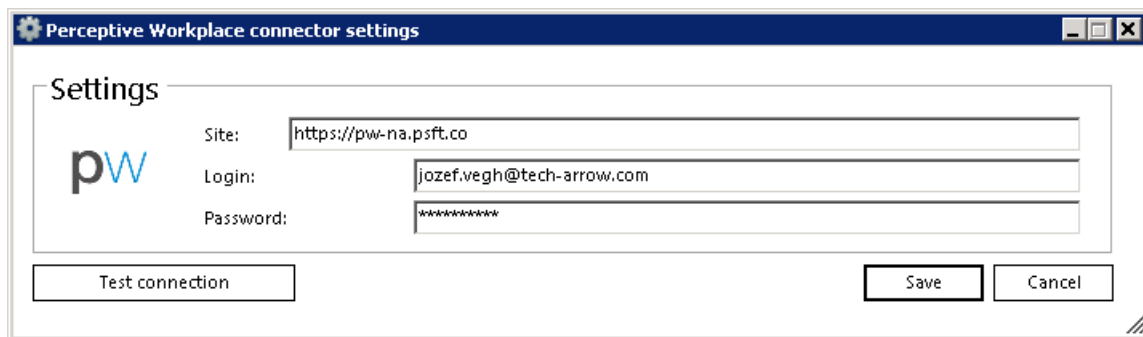 Perceptive Workplace connector settings
Settings
pw
Site: https://pw-na.psft.co
Login: jozef.vegh@tech-arrow.com
Password: **********
Test connection Save Cancel